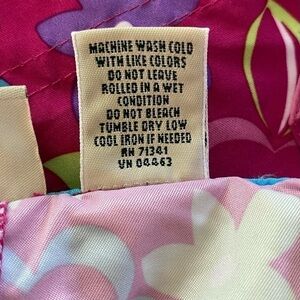 MACHINE WASH COLD
WITH LIKE COLORS
DO NOT LEAVE
ROLLED IN A WET
CONDITION
DO NOT BLEACH
TUMBLE DRY LOW
COOL IRON IF NEEDED
RN 71341
VN 04463